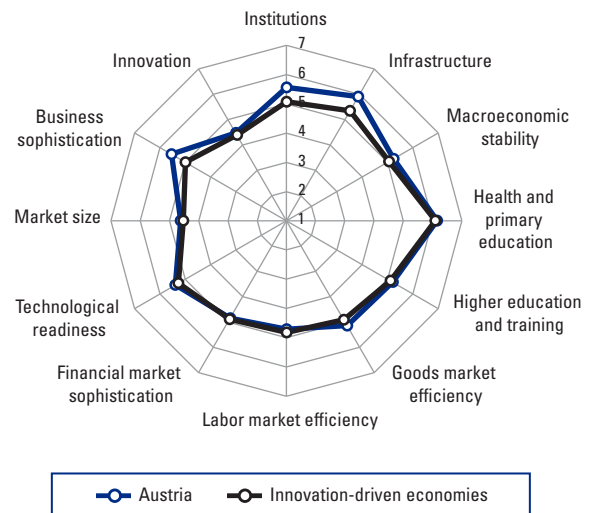 Institutions
7
Innovation
Infrastructure
6
Business
sophistication
5
Macroeconomic
stability
4
3
2
Market size
1
Health and
primary
education
Technological
readiness
Higher education
and training
Financial market
sophistication
Goods market
efficiency
Labor market efficiency
Austria
Innovation-driven economies